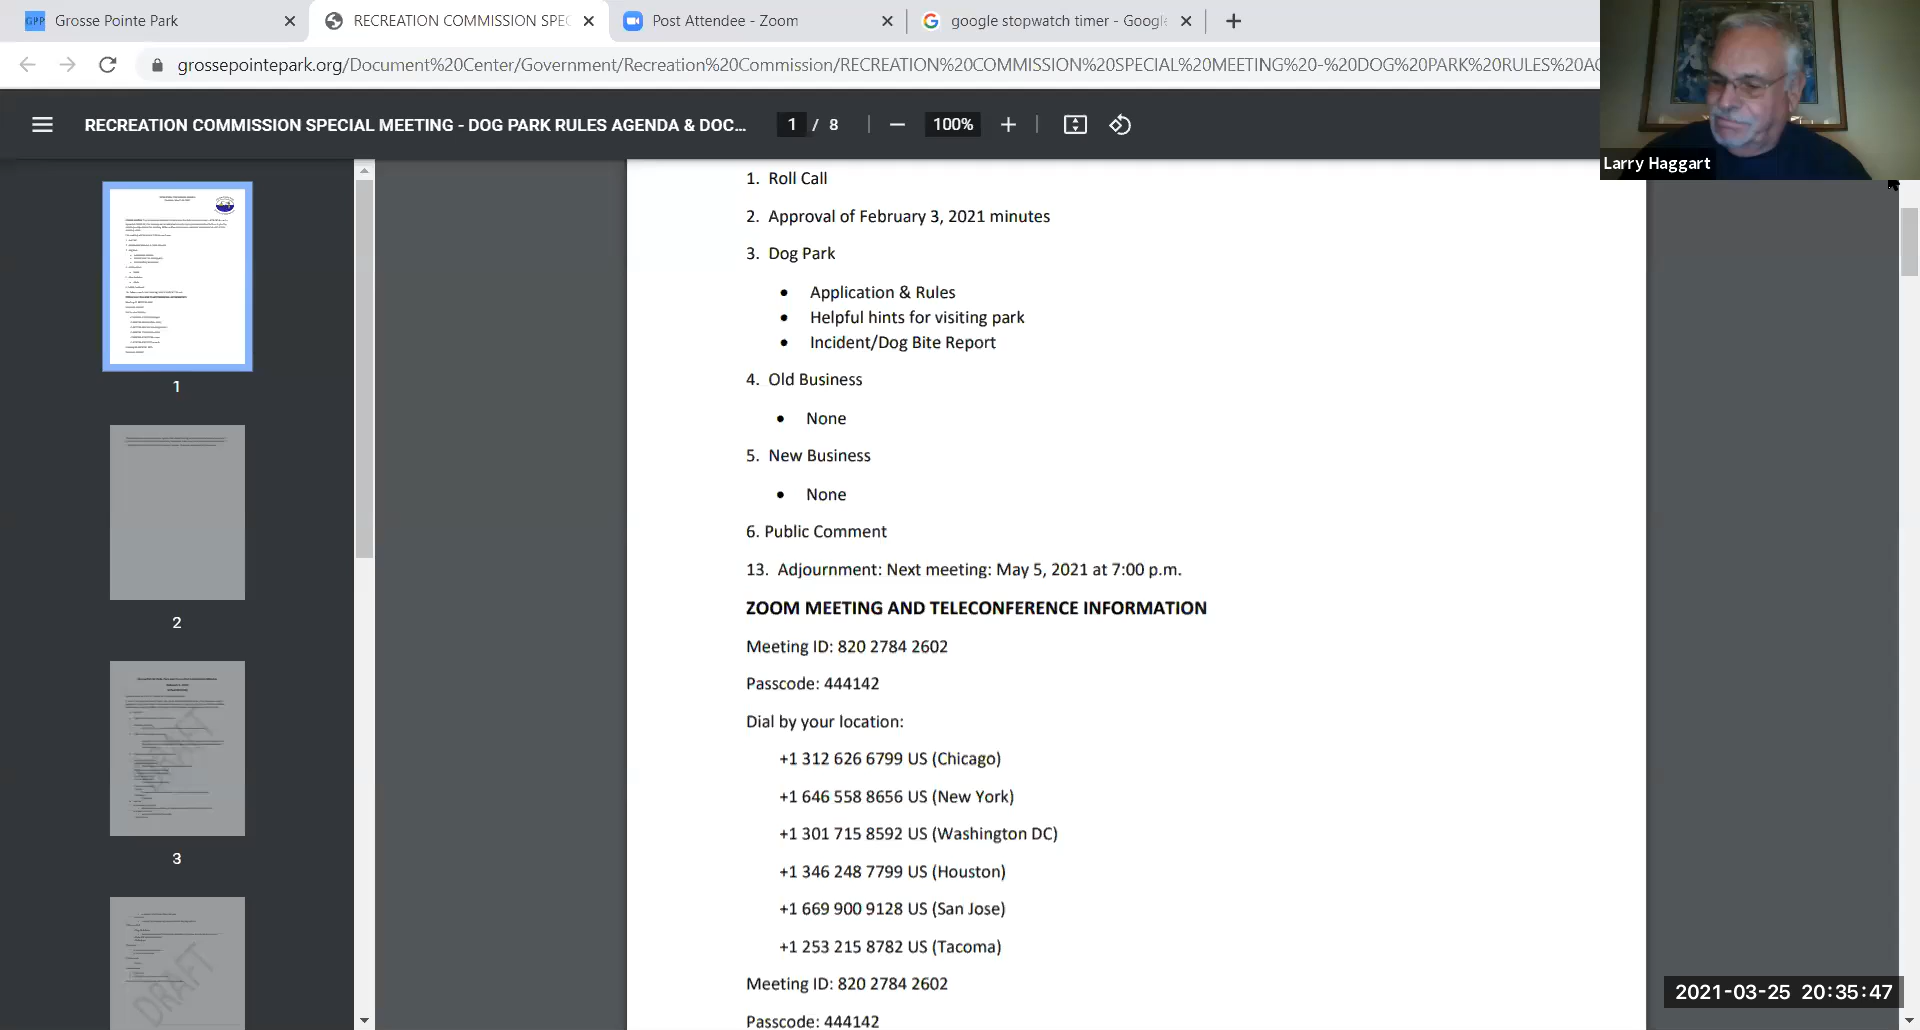 GPP Grosse Pointe Park
RECREATION COMMISSION SPEC
Post Attendee - Zoom
google stopwatch timer - Googl
grossepointepark.org/Document%20Center/Government/Recreation%20Commission/RECREATION%20COMMISSION%20SPECIAL%20MEETING%20-%20DOG%20PARK%20RULES%20AG
RECREATION COMMISSION SPECIAL MEETING - DOG PARK RULES AGENDA & DOC...
1 / 8
100%
Larry Haggart
1
2
3
DRAFT
DRAFT
1. Roll Call
2. Approval of February 3, 2021 minutes
3. Dog Park
• Application & Rules
• Helpful hints for visiting park
• Incident/Dog Bite Report
4. Old Business
• None
5. New Business
• None
6. Public Comment
13. Adjournment: Next meeting: May 5, 2021 at 7:00 p.m.
ZOOM MEETING AND TELECONFERENCE INFORMATION
Meeting ID: 820 2784 2602
Passcode: 444142
Dial by your location:
+1 312 626 6799 US (Chicago)
+1 646 558 8656 US (New York)
+1 301 715 8592 US (Washington DC)
+1 346 248 7799 US (Houston)
+1 669 900 9128 US (San Jose)
+1 253 215 8782 US (Tacoma)
Meeting ID: 820 2784 2602
Passcode: 444142
2021-03-25 20:35:47